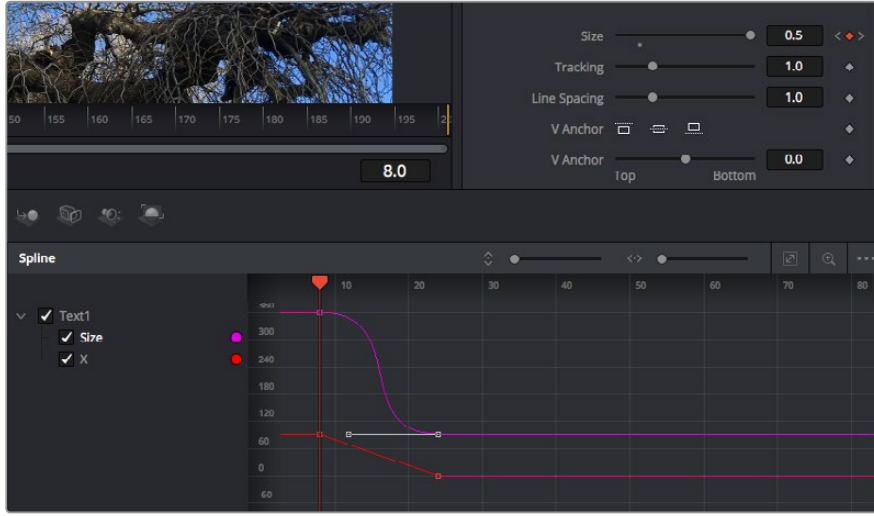 Size 0.5
Tracking 1.0
Line Spacing 1.0
V Anchor
V Anchor 0.0
Top Bottom
50 155 160 165 170 175 180 185 190 195
8.0
Spline
10 20 30 40 50 60 70 80
Text1
Size
X
300
240
180
120
60
0
60